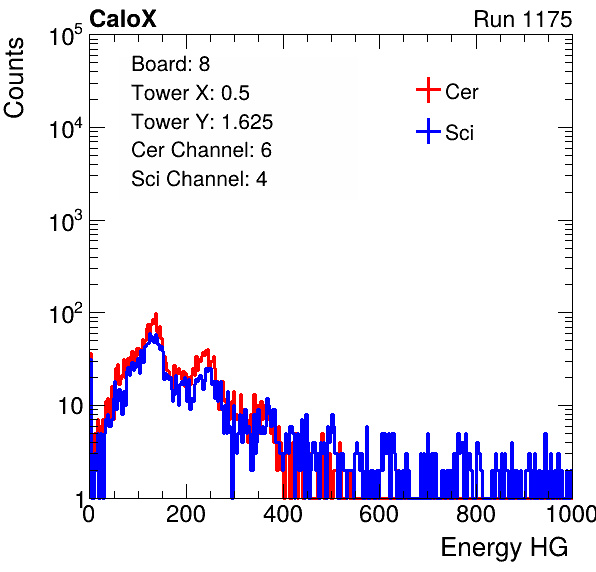 CaloX Run 1175
Counts
10^5
10^4
10^3
10^2
10
1
Board: 8
Tower X: 0.5
Tower Y: 1.625
Cer Channel: 6
Sci Channel: 4
Cer
Sci
0 200 400 600 800 1000
Energy HG